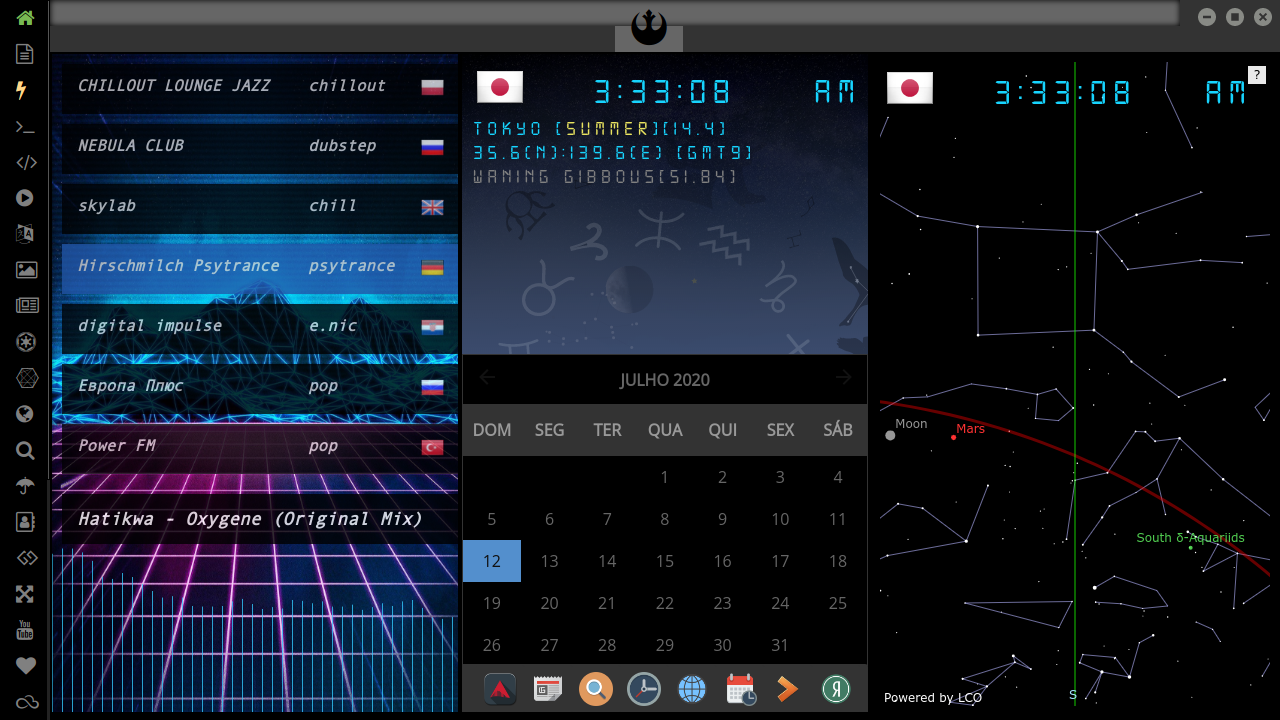 CHILLOUT LOUNGE JAZZ chillout
NEBULA CLUB dubstep
skylab chill
Hirschmilch Psytrance psytrance
digital impulse e.nic
Европа Плюс pop
Power FM pop
Hatikwa - Oxygene (Original Mix)
You
Tube
3:33:08 AM
TOKYO [SUMMER][14.4]
35.6(N):139.6(E) [GMT9]
WANING GIBBOUS[51.84]
JULHO 2020
DOM SEG TER QUA QUI SEX SÁB
1 2 3 4
5 6 7 8 9 10 11
12 13 14 15 16 17 18
19 20 21 22 23 24 25
26 27 28 29 30 31
Я
?
3:33:08 AM
Moon
Mars
South δ-Aquariids
Powered by LCO
S